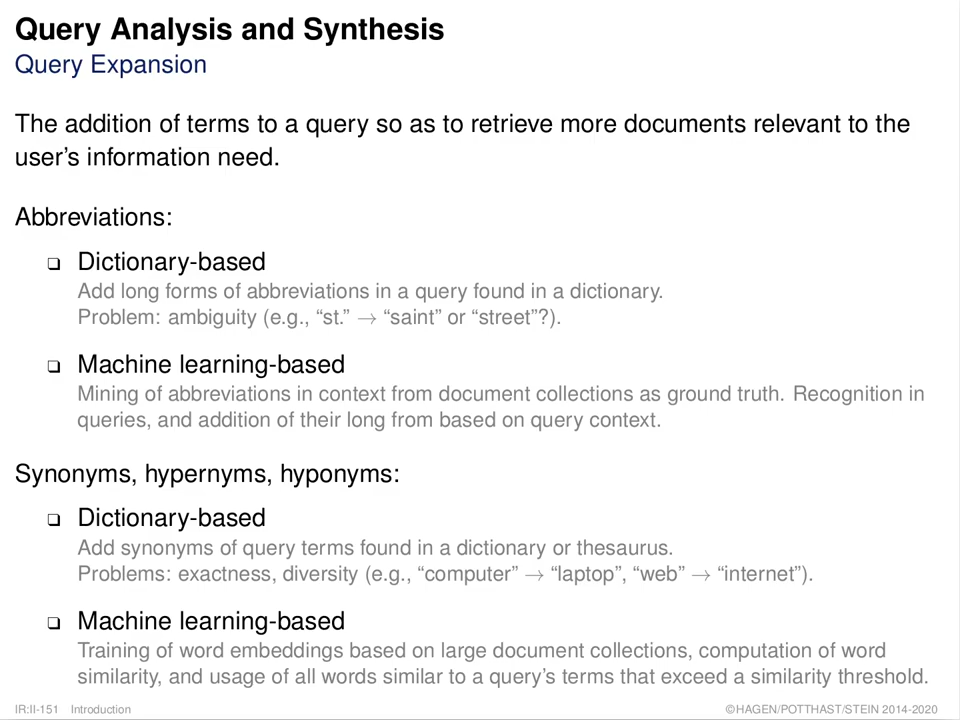 Query Analysis and Synthesis
Query Expansion
The addition of terms to a query so as to retrieve more documents relevant to the
user’s information need.
Abbreviations:
❑ Dictionary-based
Add long forms of abbreviations in a query found in a dictionary.
Problem: ambiguity (e.g., “st.” → “saint” or “street”?).
❑ Machine learning-based
Mining of abbreviations in context from document collections as ground truth. Recognition in
queries, and addition of their long from based on query context.
Synonyms, hypernyms, hyponyms:
❑ Dictionary-based
Add synonyms of query terms found in a dictionary or thesaurus.
Problems: exactness, diversity (e.g., “computer” → “laptop”, “web” → “internet”).
❑ Machine learning-based
Training of word embeddings based on large document collections, computation of word
similarity, and usage of all words similar to a query’s terms that exceed a similarity threshold.
IR:II-151 Introduction ©HAGEN/POTTHAST/STEIN 2014-2020